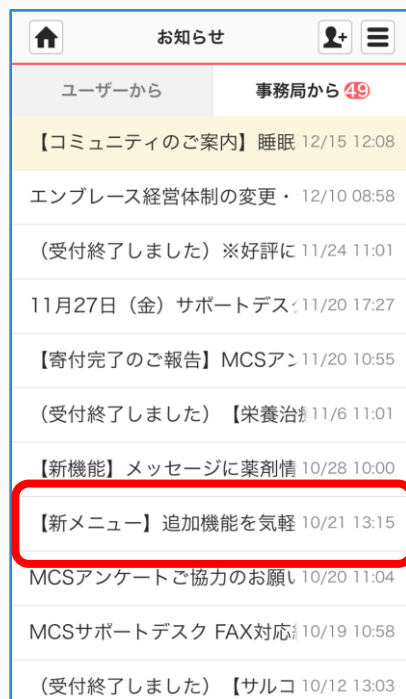 お知らせ
ユーザーから
事務局から 49
【コミュニティのご案内】睡眠 12/15 12:08
エンブレース経営体制の変更・ 12/10 08:58
（受付終了しました）※好評に 11/24 11:01
11月27日（金）サポートデスク 11/20 17:27
【寄付完了のご報告】MCSアン 11/20 10:55
（受付終了しました）【栄養治療 11/6 11:01
【新機能】メッセージに薬剤情 10/28 10:00
【新メニュー】追加機能を気軽 10/21 13:15
MCSアンケートご協力のお願い 10/20 11:04
MCSサポートデスク FAX対応 10/19 10:58
（受付終了しました）【サルコ 10/12 13:03